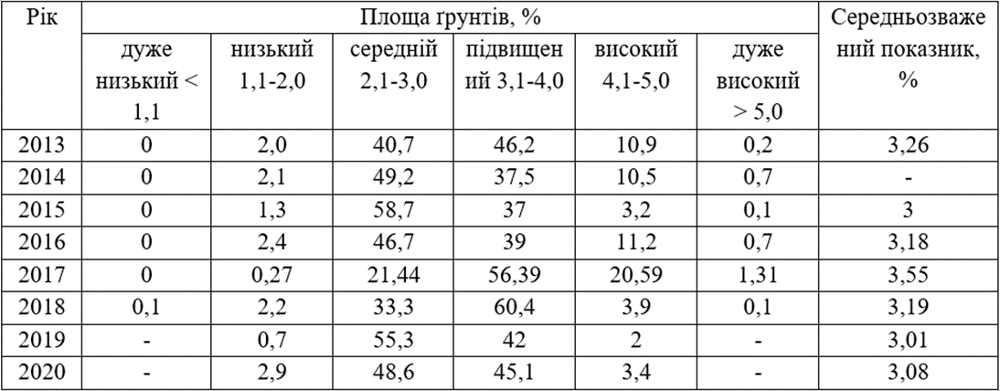 Рік Площа ґрунтів, % Середньозваже
дуже низький середній підвищен високий дуже ний показник,
низький < 1,1-2,0 2,1-3,0 ий 3,1-4,0 4,1-5,0 високий %
1,1 > 5,0
2013 0 2,0 40,7 46,2 10,9 0,2 3,26
2014 0 2,1 49,2 37,5 10,5 0,7 -
2015 0 1,3 58,7 37 3,2 0,1 3
2016 0 2,4 46,7 39 11,2 0,7 3,18
2017 0 0,27 21,44 56,39 20,59 1,31 3,55
2018 0,1 2,2 33,3 60,4 3,9 0,1 3,19
2019 - 0,7 55,3 42 2 - 3,01
2020 - 2,9 48,6 45,1 3,4 - 3,08